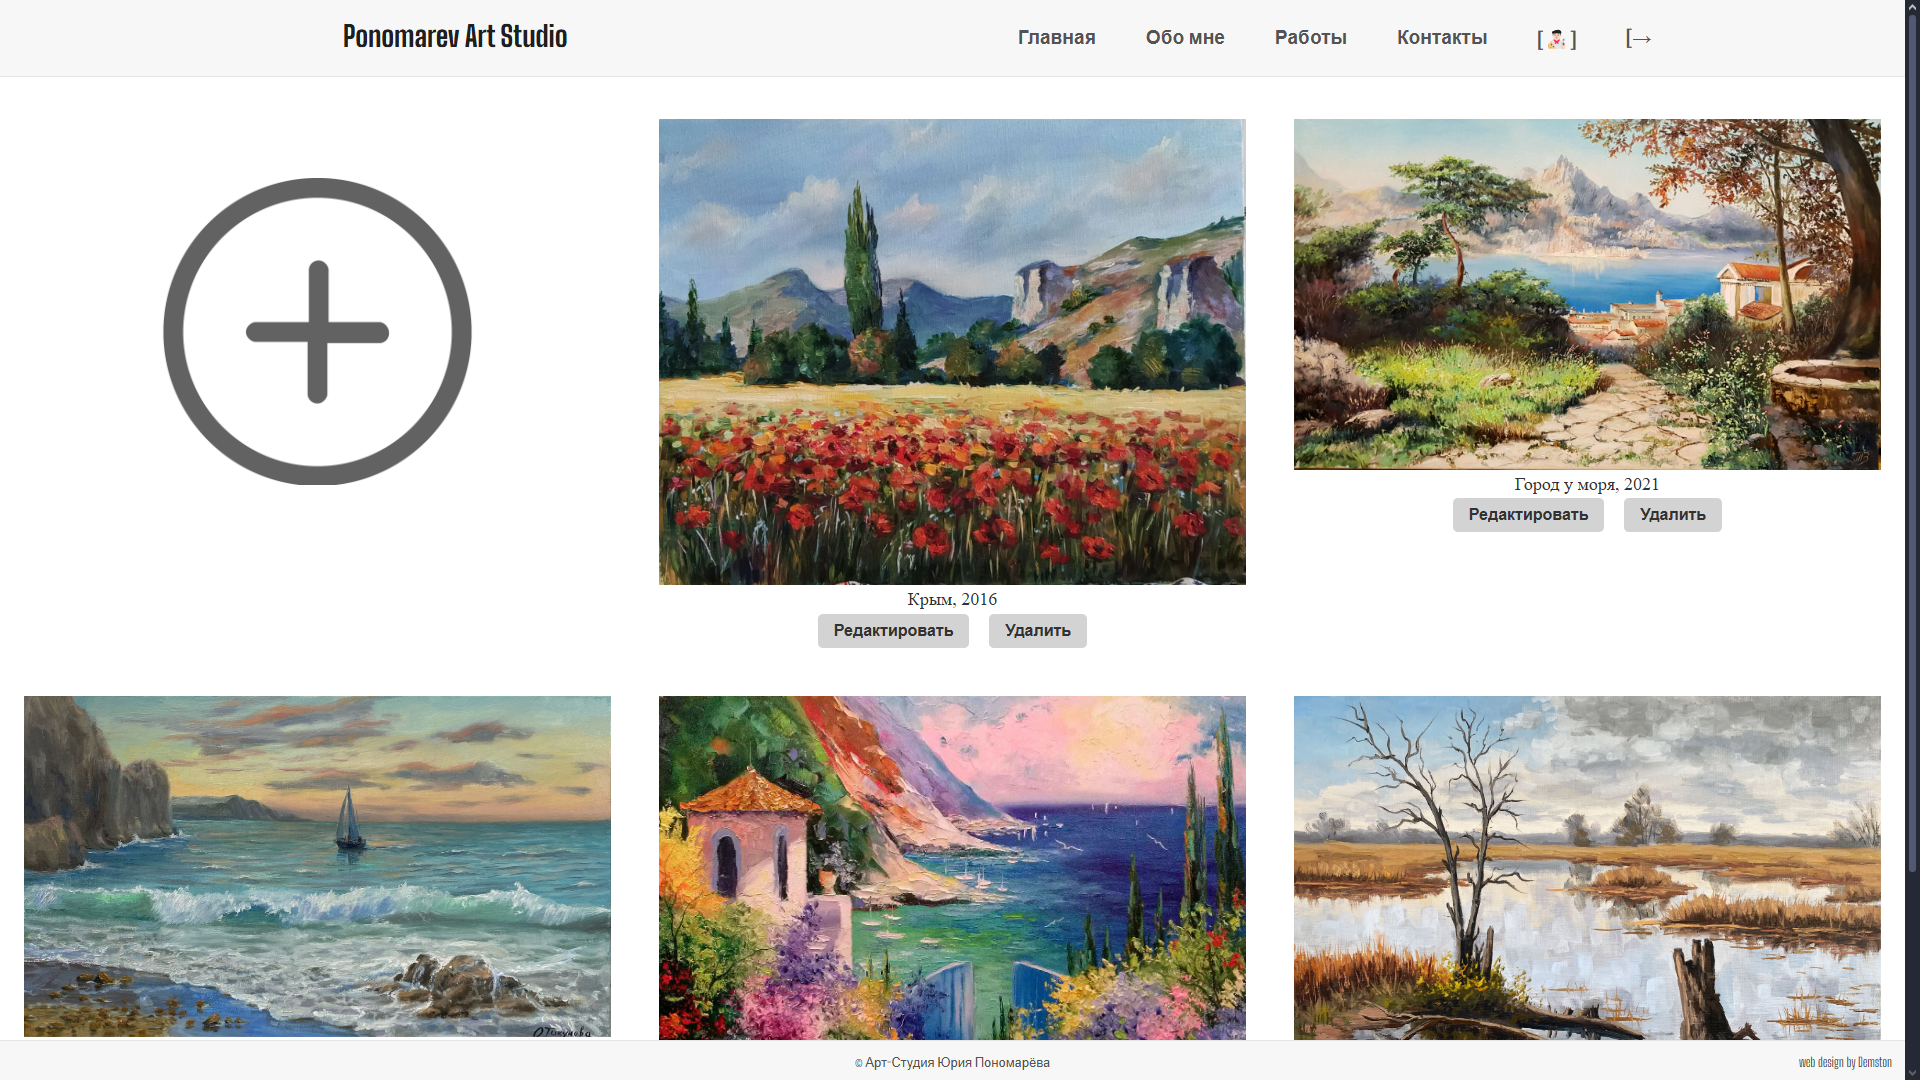 Ponomarev Art Studio
Главная
Обо мне
Работы
Контакты
[ ]
[→
Крым, 2016
Редактировать
Удалить
Город у моря, 2021
Редактировать
Удалить
© Арт-Студия Юрия Пономарёва
web design by Demston